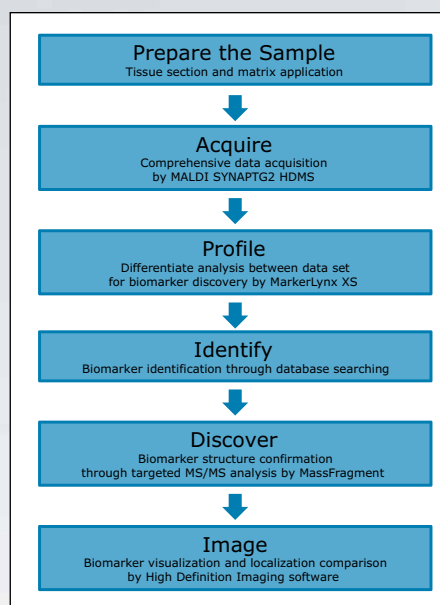 Prepare the Sample
Tissue section and matrix application
Acquire
Comprehensive data acquisition
by MALDI SYNAPTG2 HDMS
Profile
Differentiate analysis between data set
for biomarker discovery by MarkerLynx XS
Identify
Biomarker identification through database searching
Discover
Biomarker structure confirmation
through targeted MS/MS analysis by MassFragment
Image
Biomarker visualization and localization comparison
by High Definition Imaging software